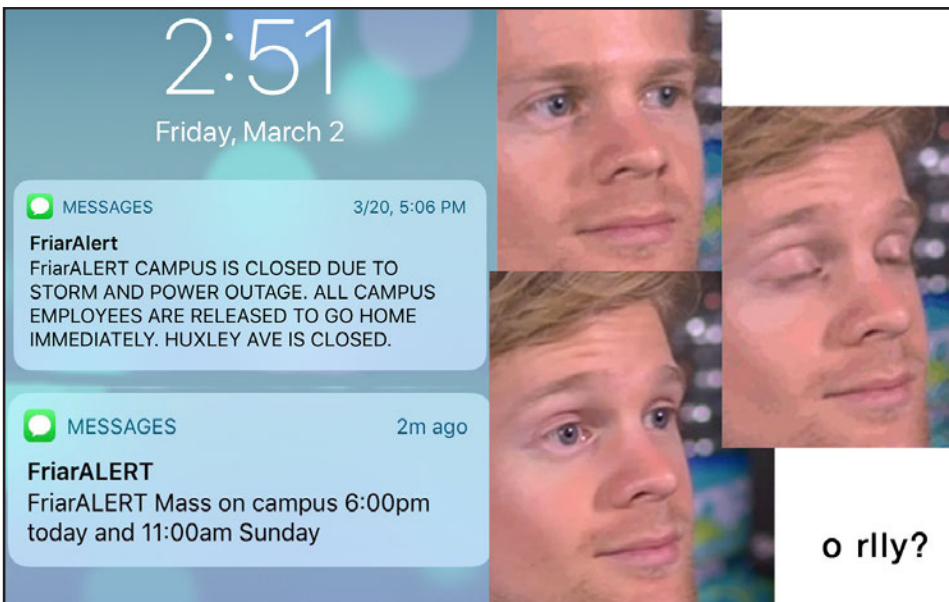 2:51
Friday, March 2
MESSAGES 3/20, 5:06 PM
FriarAlert
FriarALERT CAMPUS IS CLOSED DUE TO
STORM AND POWER OUTAGE. ALL CAMPUS
EMPLOYEES ARE RELEASED TO GO HOME
IMMEDIATELY. HUXLEY AVE IS CLOSED.
MESSAGES 2m ago
FriarALERT
FriarALERT Mass on campus 6:00pm
today and 11:00am Sunday
o rlly?